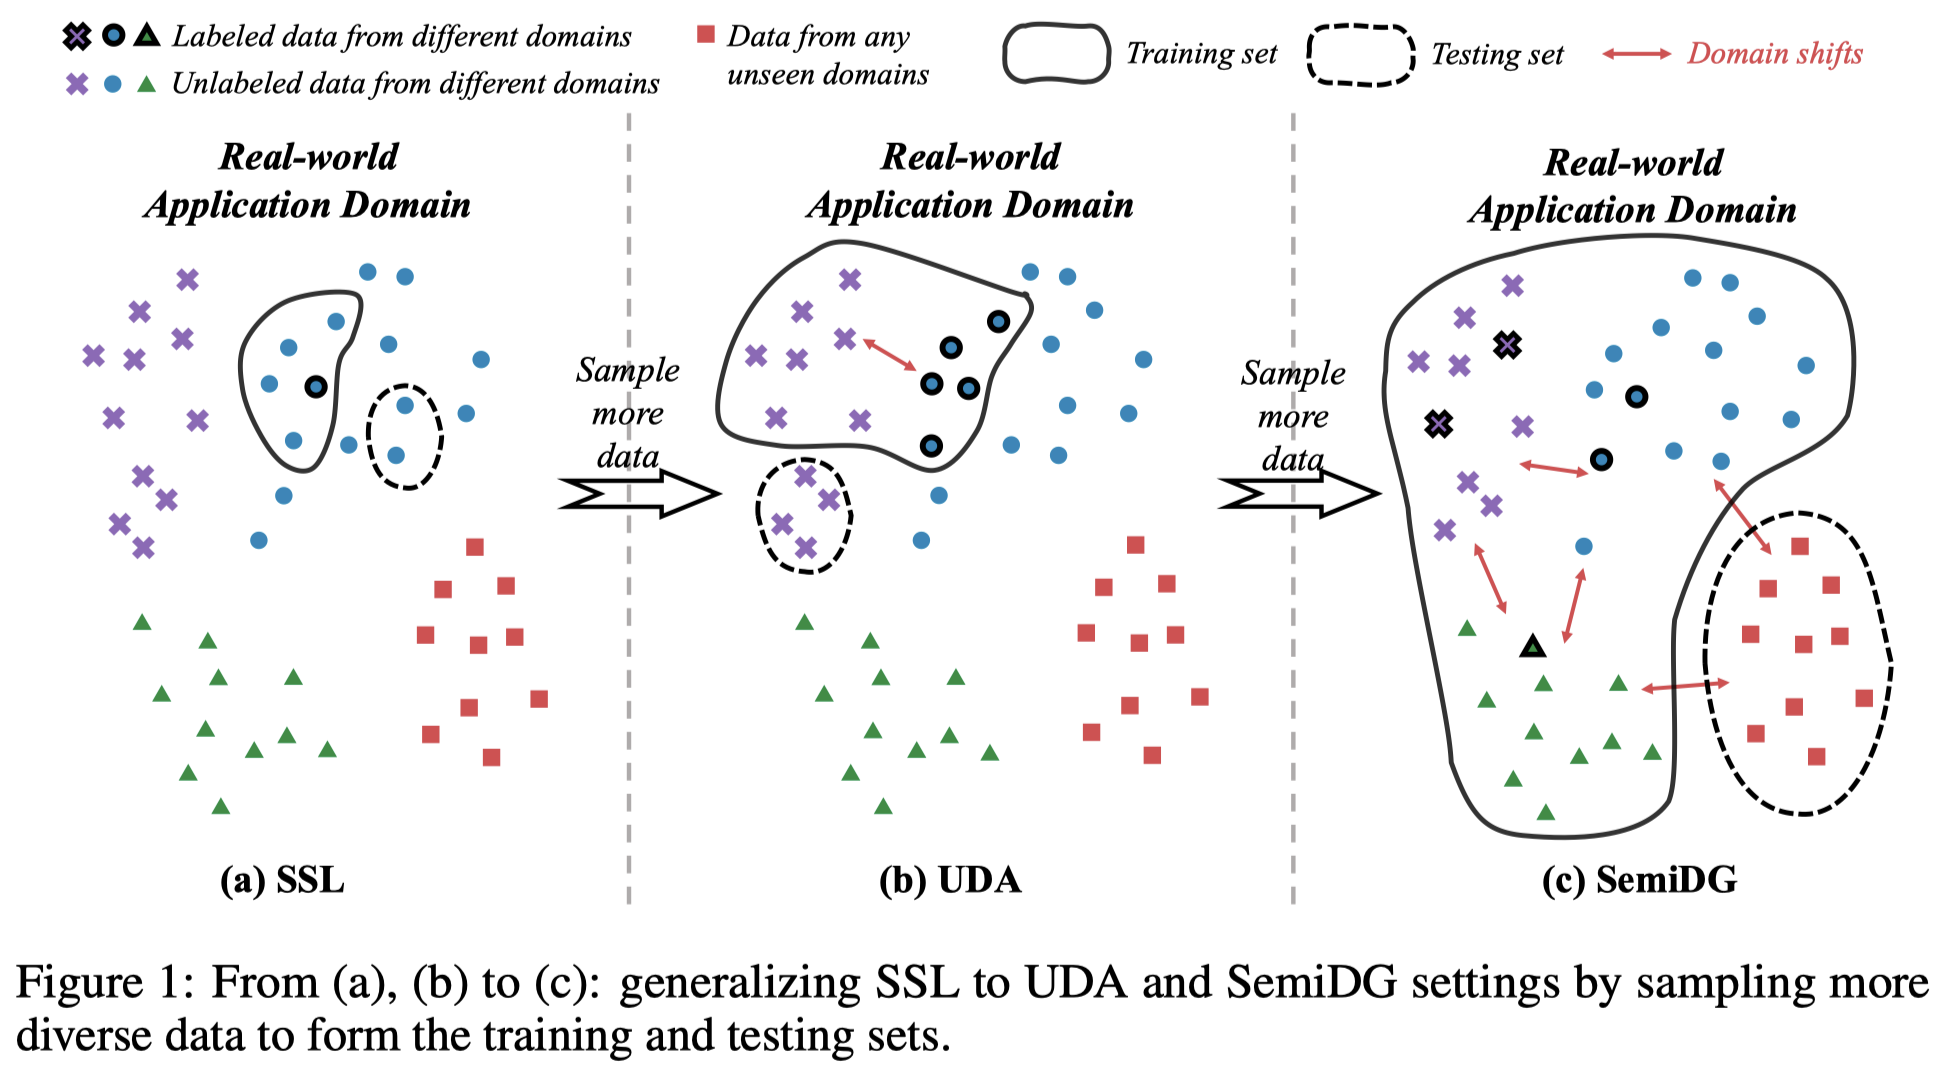 Labeled data from different domains
Unlabeled data from different domains
Data from any
unseen domains
Training set
Testing set
Domain shifts
Real-world
Application Domain
Sample
more
data
(a) SSL
Real-world
Application Domain
Sample
more
data
(b) UDA
Real-world
Application Domain
(c) SemiDG
Figure 1: From (a), (b) to (c): generalizing SSL to UDA and SemiDG settings by sampling more
diverse data to form the training and testing sets.